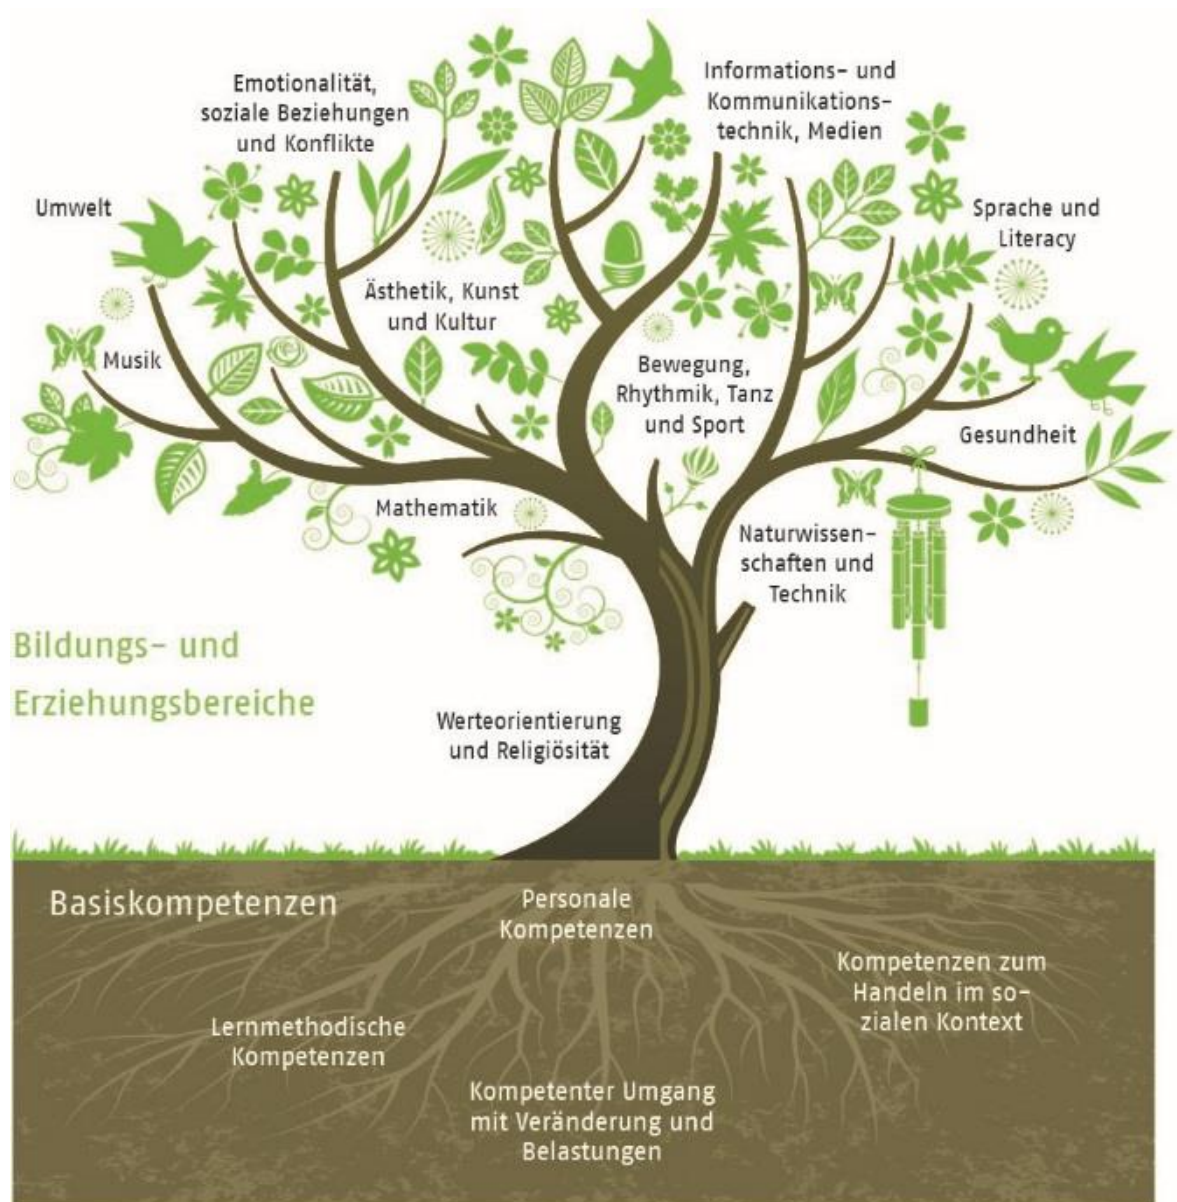 Emotionalität,
soziale Beziehungen
und Konflikte
Informations- und
Kommunikations-
technik, Medien
Umwelt
Sprache und
Literacy
Ästhetik, Kunst
und Kultur
Musik
Bewegung,
Rhythmik, Tanz
und Sport
Gesundheit
Mathematik
Naturwissen-
schaften und
Technik
Bildungs- und
Erziehungsbereiche
Werteorientierung
und Religiösität
Basiskompetenzen
Personale
Kompetenzen
Kompetenzen zum
Handeln im so-
zialen Kontext
Lernmethodische
Kompetenzen
Kompetenter Umgang
mit Veränderung und
Belastungen